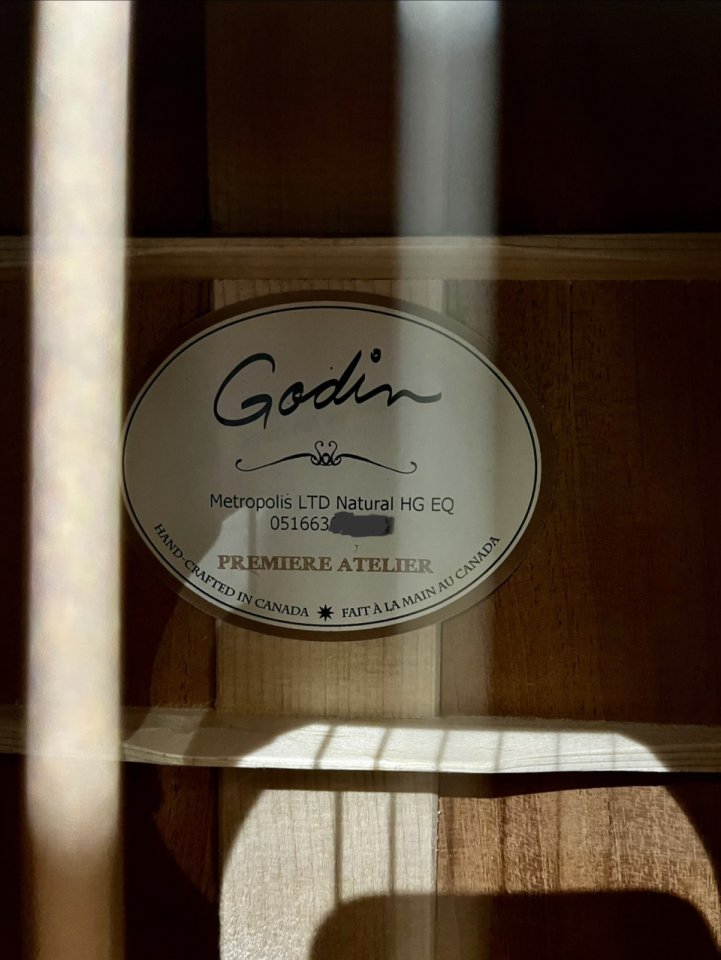 Godin
Metropolis LTD Natural HG EQ
051663
PREMIERE ATELIER
HAND-CRAFTED IN CANADA ✷ FAIT À LA MAIN AU CANADA